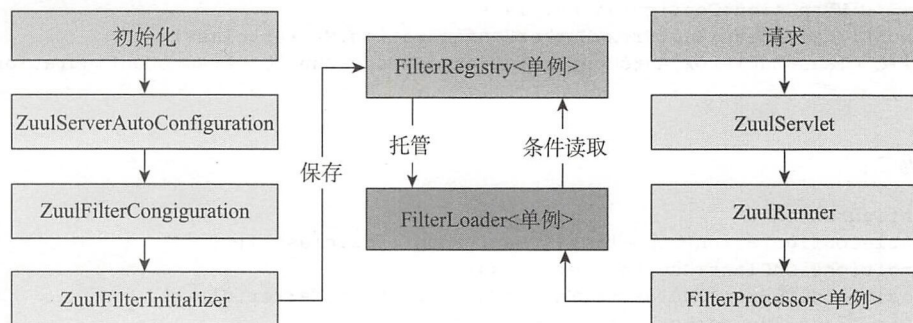 初始化
ZuulServerAutoConfiguration
ZuulFilterCongiguration
ZuulFilterInitializer
保存
FilterRegistry<单例>
托管
条件读取
FilterLoader<单例>
请求
ZuulServlet
ZuulRunner
FilterProcessor<单例>